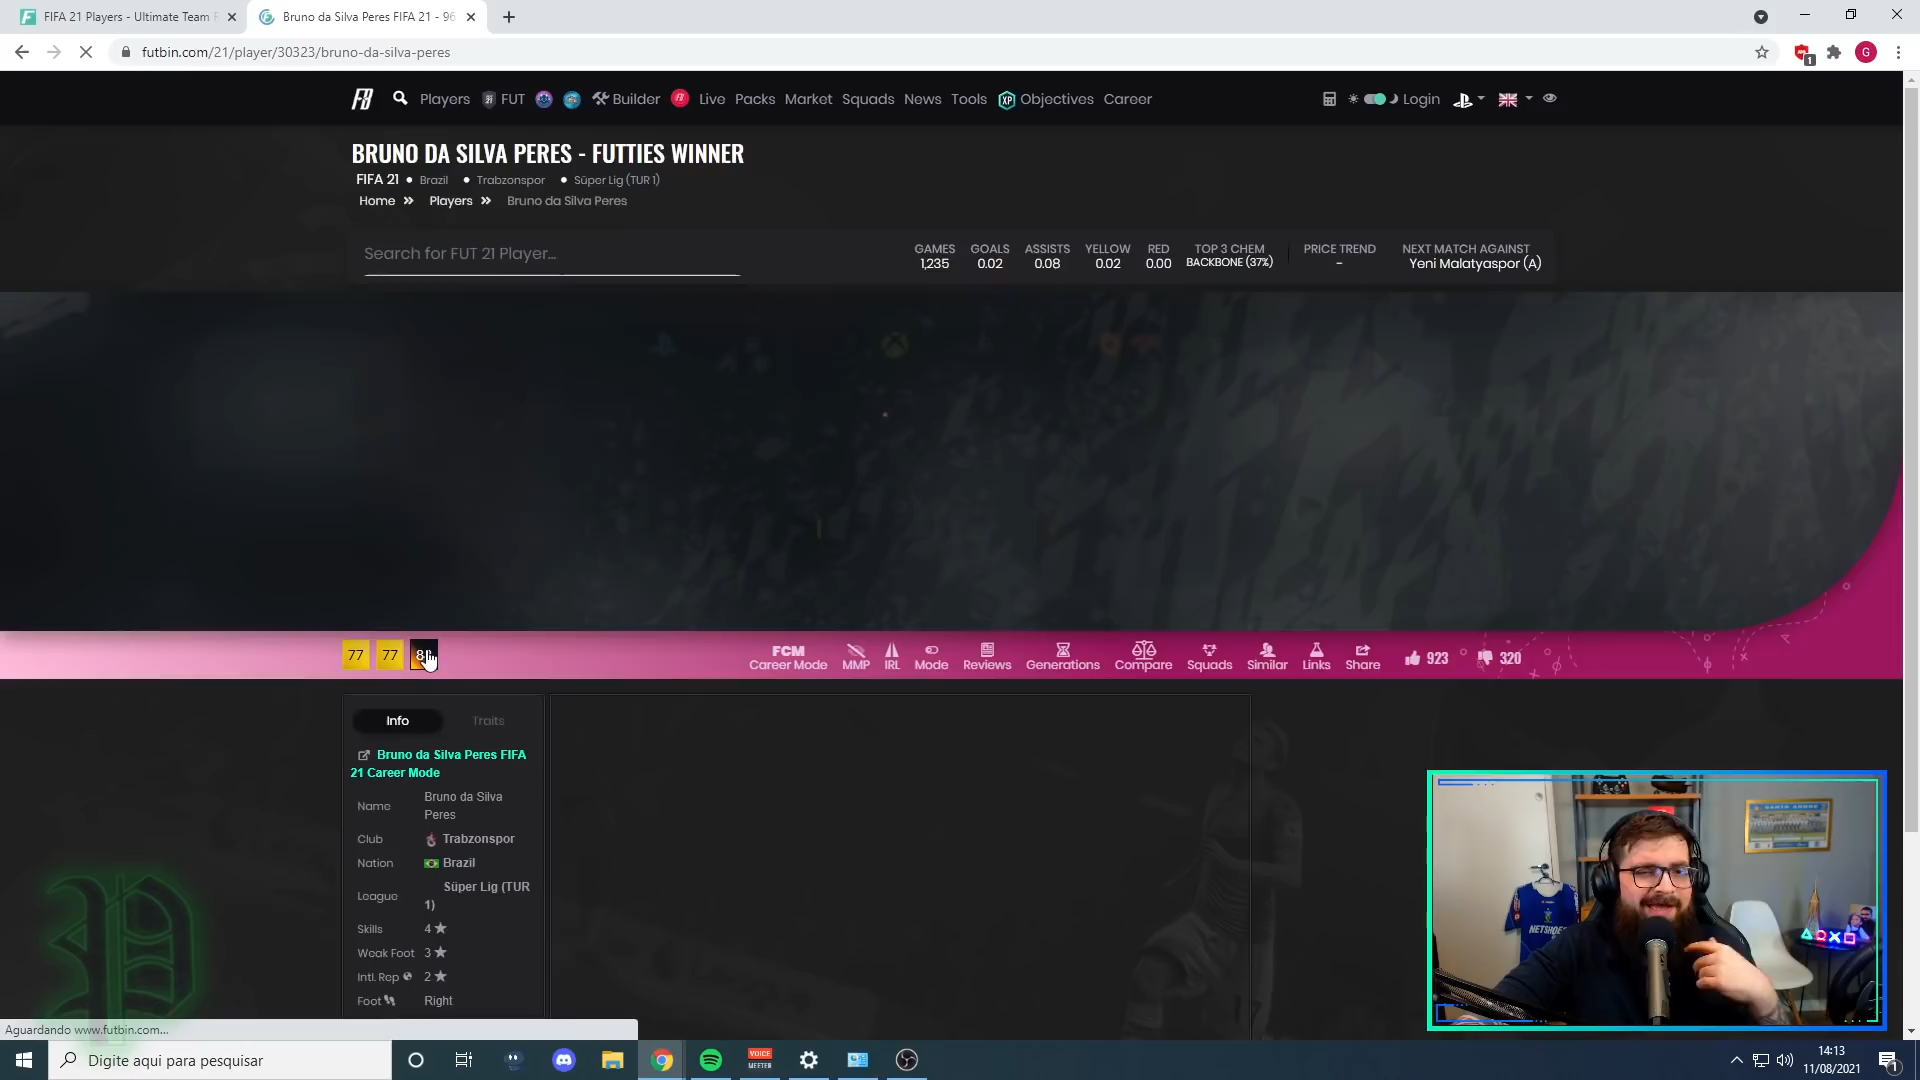 FIFA 21 Players - Ultimate Team F
Bruno da Silva Peres FIFA 21 - 96
futbin.com/21/player/30323/bruno-da-silva-peres
G
1
Players FUT Builder Live Packs Market Squads News Tools XP Objectives Career Login
BRUNO DA SILVA PERES - FUTTIES WINNER
FIFA 21 • Brazil • Trabzonspor • Süper Lig (TUR 1)
Home » Players » Bruno da Silva Peres
Search for FUT 21 Player...
GAMES GOALS ASSISTS YELLOW RED TOP 3 CHEM PRICE TREND NEXT MATCH AGAINST
1,235 0.02 0.08 0.02 0.00 BACKBONE (37%) - Yeni Malatyaspor (A)
77 77
FCM
Career Mode MMP IRL Mode Reviews Generations Compare Squads Similar Links Share 923 320
Info Traits
Bruno da Silva Peres FIFA
21 Career Mode
Name Bruno da Silva
Peres
Club Trabzonspor
Nation Brazil
League Süper Lig (TUR
1)
Skills 4 ★
Weak Foot 3 ★
Intl. Rep 2 ★
Foot Right
NETSHOES
P
Aguardando www.futbin.com...
Digite aqui para pesquisar
VOICE
MEETER
14:13
11/08/2021
1